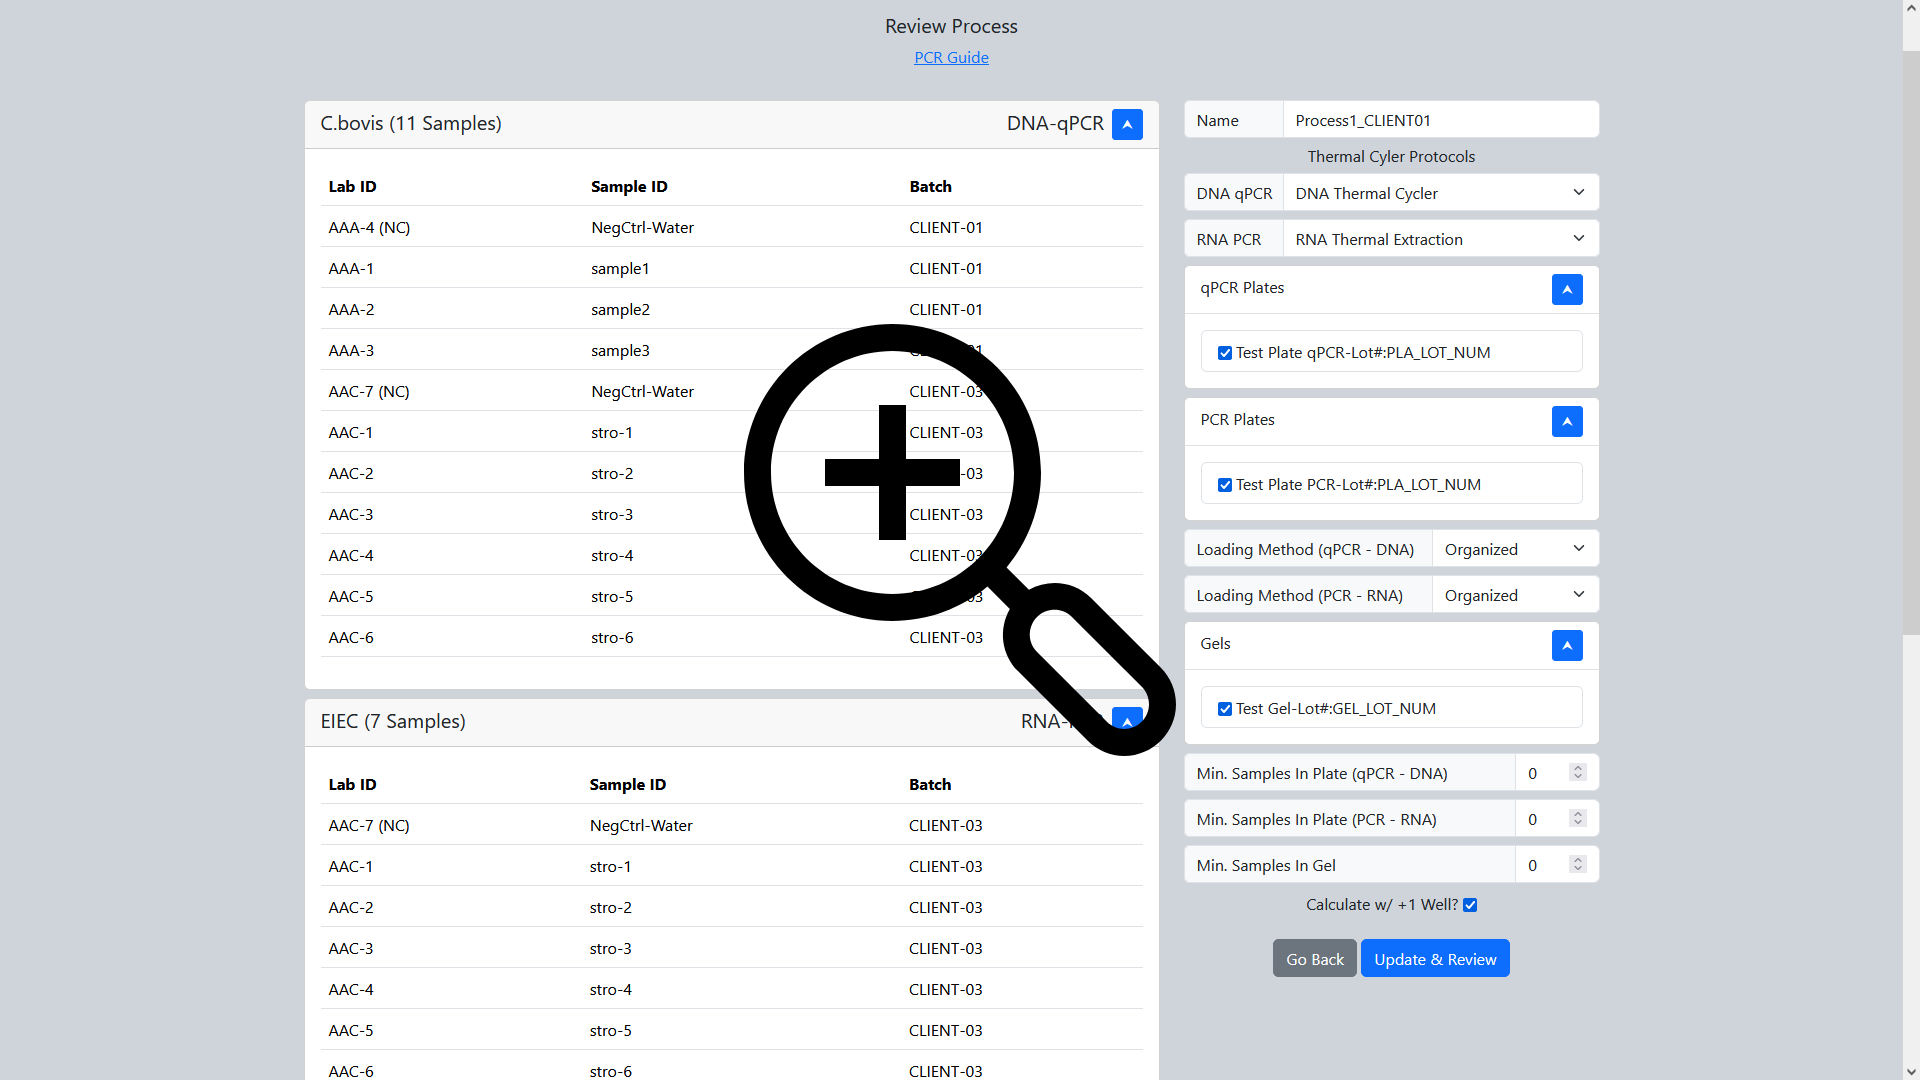 Review Process
PCR Guide
C.bovis (11 Samples) DNA-qPCR
Lab ID Sample ID Batch
AAA-4 (NC) NegCtrl-Water CLIENT-01
AAA-1 sample1 CLIENT-01
AAA-2 sample2 CLIENT-01
AAA-3 sample3
AAC-7 (NC) NegCtrl-Water CLIENT-03
AAC-1 stro-1 CLIENT-03
AAC-2 stro-2 -03
AAC-3 stro-3 CLIENT-03
AAC-4 stro-4 CLIENT-03
AAC-5 stro-5
AAC-6 stro-6 CLIENT-03
EIEC (7 Samples) RNA-
Lab ID Sample ID Batch
AAC-7 (NC) NegCtrl-Water CLIENT-03
AAC-1 stro-1 CLIENT-03
AAC-2 stro-2 CLIENT-03
AAC-3 stro-3 CLIENT-03
AAC-4 stro-4 CLIENT-03
AAC-5 stro-5 CLIENT-03
AAC-6 stro-6 CLIENT-03
Name Process1_CLIENT01
Thermal Cyler Protocols
DNA qPCR DNA Thermal Cycler
RNA PCR RNA Thermal Extraction
qPCR Plates
Test Plate qPCR-Lot#:PLA_LOT_NUM
PCR Plates
Test Plate PCR-Lot#:PLA_LOT_NUM
Loading Method (qPCR - DNA) Organized
Loading Method (PCR - RNA) Organized
Gels
Test Gel-Lot#:GEL_LOT_NUM
Min. Samples In Plate (qPCR - DNA) 0
Min. Samples In Plate (PCR - RNA) 0
Min. Samples In Gel 0
Calculate w/ +1 Well?
Go Back Update & Review